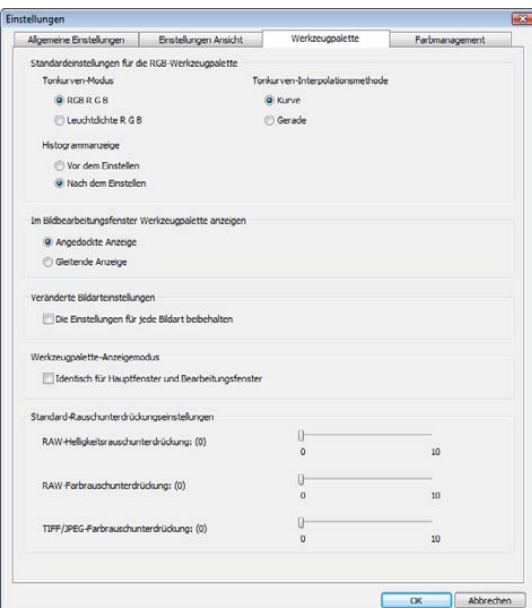 Einstellungen
Allgemeine Einstellungen Einstellungen Ansicht Werkzeugpalette Farbmanagement
Standardeinstellungen für die RGB-Werkzeugpalette
Tonkurven-Modus Tonkurven-Interpolationsmethode
RGB R G B Kurve
Leuchtdichte R G B Gerade
Histogrammanzeige
Vor dem Einstellen
Nach dem Einstellen
Im Bildbearbeitungsfenster Werkzeugpalette anzeigen
Angedockte Anzeige
Gleitende Anzeige
Veränderte Bildarteinstellungen
Die Einstellungen für jede Bildart beibehalten
Werkzeugpalette-Anzeigemodus
Identisch für Hauptfenster und Bearbeitungsfenster
Standard-Rauschunterdrückungseinstellungen
RAW-Helligkeitsrauschunterdrückung: (0)
0 10
RAW-Farbrauschunterdrückung: (0)
0 10
TIFF/JPEG-Farbrauschunterdrückung: (0)
0 10
OK Abbrechen